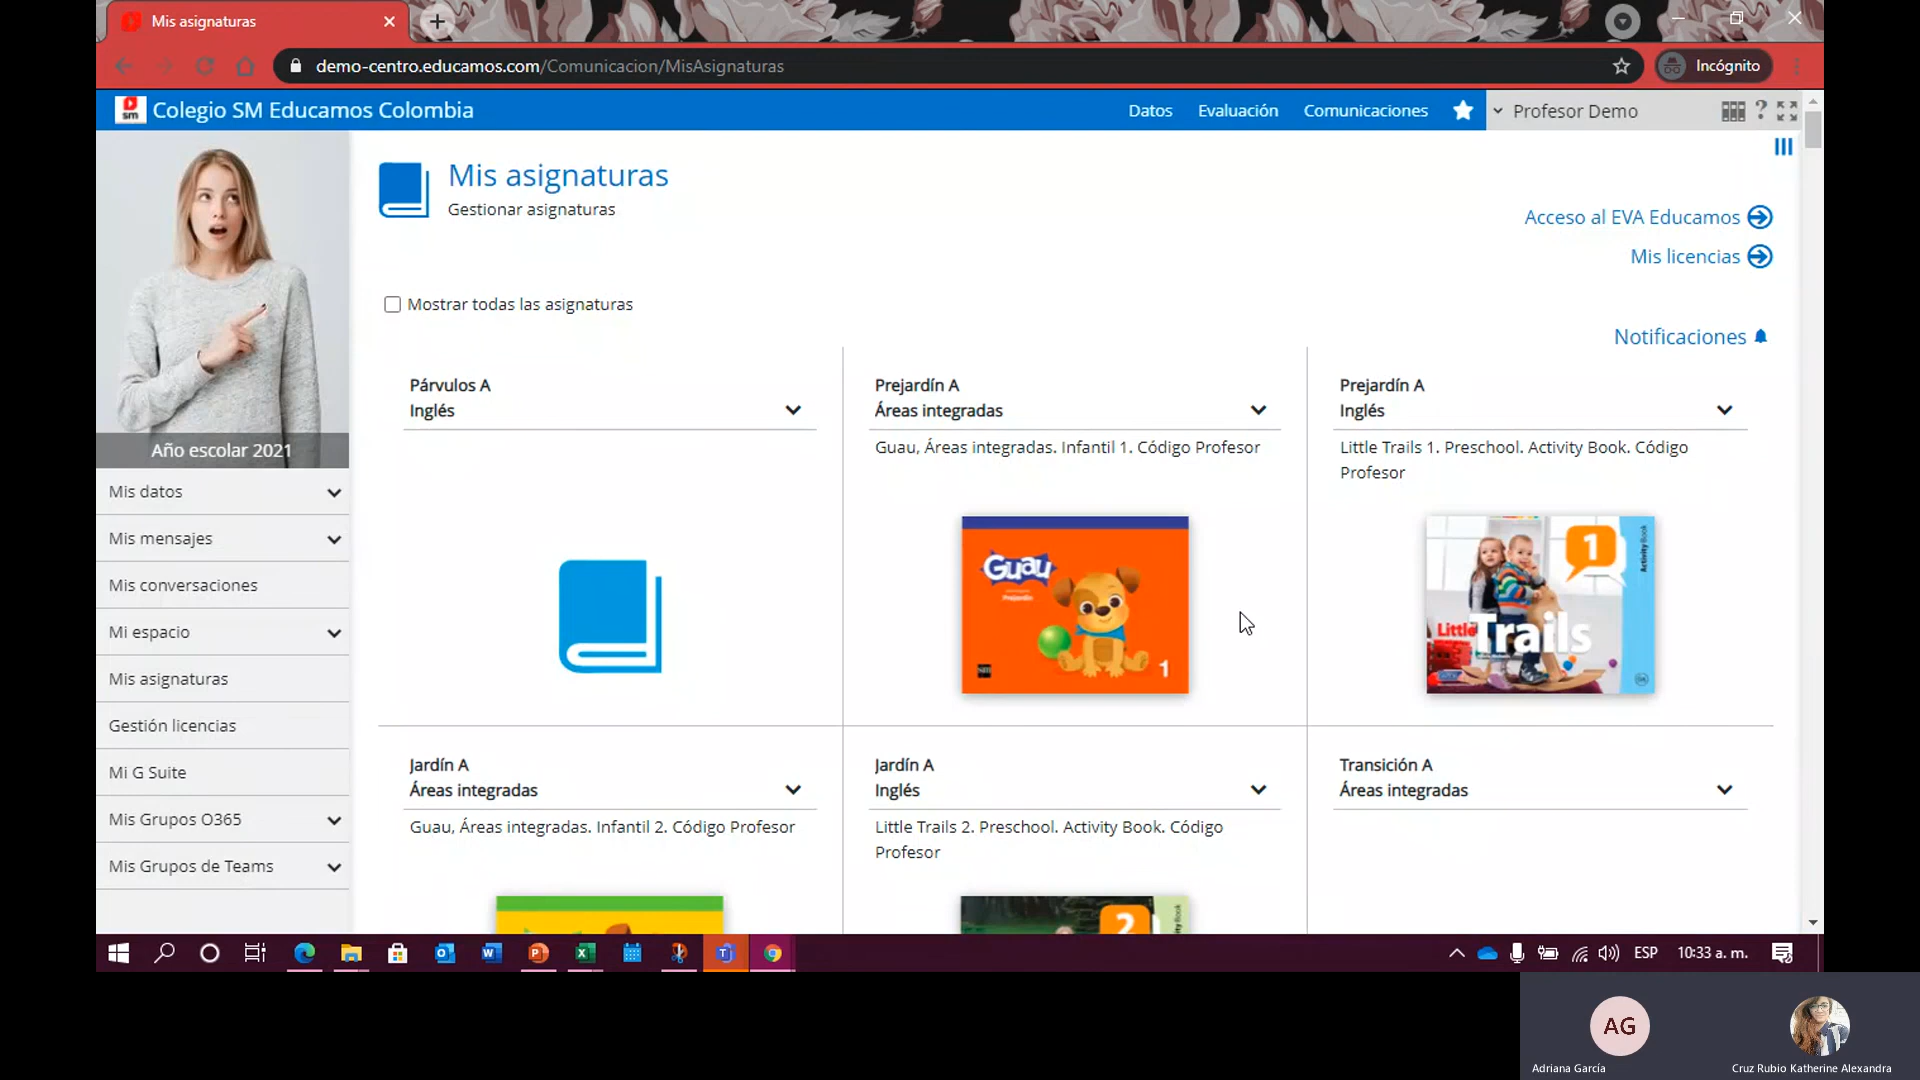 Mis asignaturas
demo-centro.educamos.com/Comunicacion/MisAsignaturas
Incógnito
sm
Colegio SM Educamos Colombia
Datos
Evaluación
Comunicaciones
Profesor Demo
?
Mis asignaturas
Gestionar asignaturas
Acceso al EVA Educamos
Mis licencias
Mostrar todas las asignaturas
Notificaciones
Año escolar 2021
Mis datos
Mis mensajes
Mis conversaciones
Mi espacio
Mis asignaturas
Gestión licencias
Mi G Suite
Mis Grupos O365
Mis Grupos de Teams
Párvulos A
Inglés
Prejardín A
Áreas integradas
Guau, Áreas integradas. Infantil 1. Código Profesor
Guau
Prejardín
sm
1
Prejardín A
Inglés
Little Trails 1. Preschool. Activity Book. Código
Profesor
1
Activity Book
Little Trails
Jardín A
Áreas integradas
Guau, Áreas integradas. Infantil 2. Código Profesor
Jardín A
Inglés
Little Trails 2. Preschool. Activity Book. Código
Profesor
2
Transición A
Áreas integradas
ESP
10:33 a. m.
AG
Adriana García
Cruz Rubio Katherine Alexandra